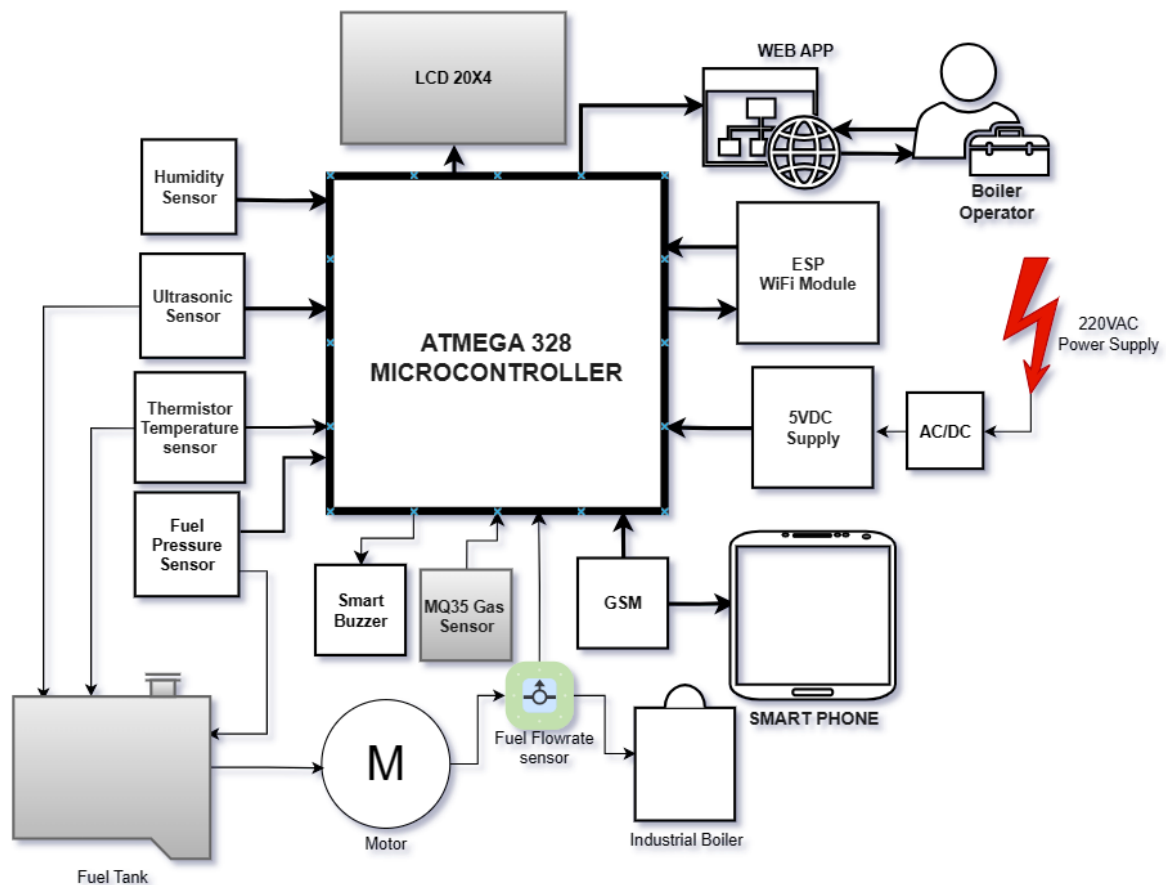 LCD 20X4
WEB APP
Boiler
Operator
Humidity
Sensor
Ultrasonic
Sensor
Thermistor
Temperature
sensor
Fuel
Pressure
Sensor
ATMEGA 328
MICROCONTROLLER
ESP
WiFi Module
220VAC
Power Supply
5VDC
Supply
AC/DC
Smart
Buzzer
MQ35 Gas
Sensor
GSM
SMART PHONE
Fuel Flowrate
sensor
M
Motor
Industrial Boiler
Fuel Tank